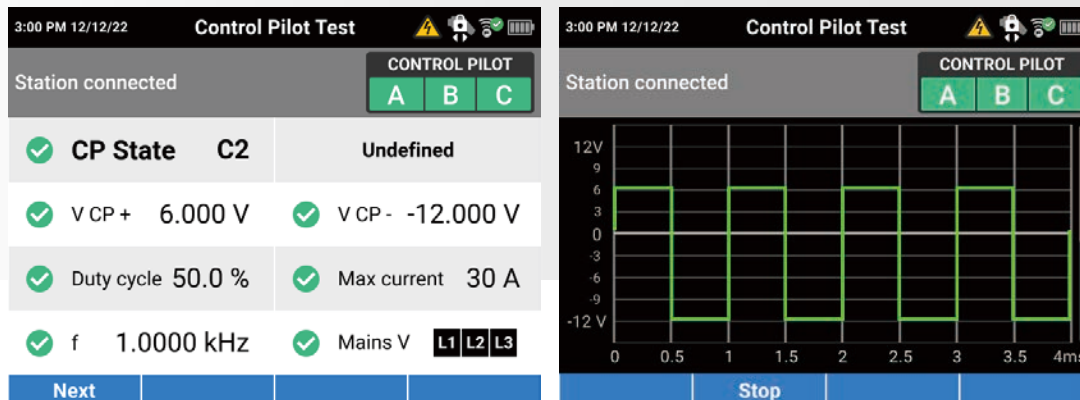 3:00 PM 12/12/22 Control Pilot Test
Station connected
CONTROL PILOT
A B C
CP State C2 Undefined
V CP + 6.000 V V CP - -12.000 V
Duty cycle 50.0 % Max current 30 A
f 1.0000 kHz Mains V L1 L2 L3
Next
3:00 PM 12/12/22 Control Pilot Test
Station connected
CONTROL PILOT
A B C
12V
9
6
3
0
-3
-6
-9
-12 V
0 0.5 1 1.5 2 2.5 3 3.5 4ms
Stop